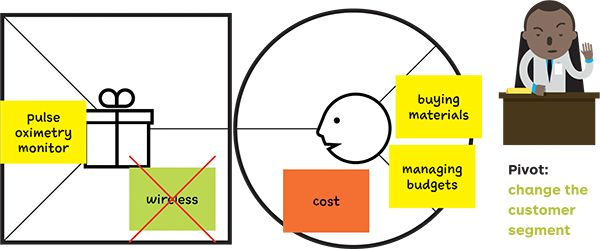 pulse
oximetry
monitor
wireless
cost
buying
materials
managing
budgets
Pivot:
change the
customer
segment